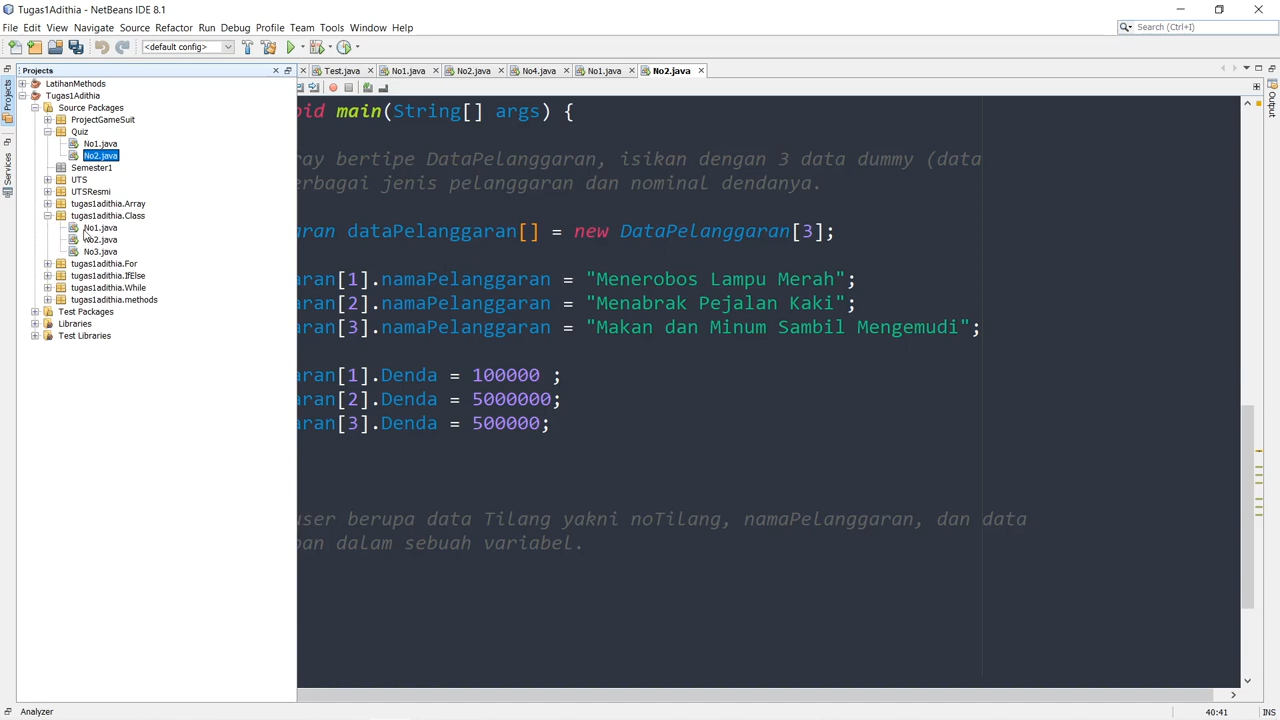 Tugas1Adithia - NetBeans IDE 8.1
File Edit View Navigate Source Refactor Run Debug Profile Team Tools Window Help
Search (Ctrl+I)
<default config>
Projects
Test.java No1.java No2.java No4.java No1.java No2.java
Projects
Services
Output
LatihanMethods
Tugas1Adithia
Source Packages
ProjectGameSuit
Quiz
No1.java
No2.java
Semester1
UTS
UTSResmi
tugas1adithia.Array
tugas1adithia.Class
No1.java
No2.java
No3.java
tugas1adithia.For
tugas1adithia.IfElse
tugas1adithia.While
tugas1adithia.methods
Test Packages
Libraries
Test Libraries
id main(String[] args) {
ray bertipe DataPelanggaran, isikan dengan 3 data dummy (data
erbagai jenis pelanggaran dan nominal dendanya.
aran dataPelanggaran[] = new DataPelanggaran[3];
aran[1].namaPelanggaran = "Menerobos Lampu Merah";
aran[2].namaPelanggaran = "Menabrak Pejalan Kaki";
aran[3].namaPelanggaran = "Makan dan Minum Sambil Mengemudi";
aran[1].Denda = 100000 ;
aran[2].Denda = 5000000;
aran[3].Denda = 500000;
user berupa data Tilang yakni noTilang, namaPelanggaran, dan data
pan dalam sebuah variabel.
Analyzer
40:41
INS